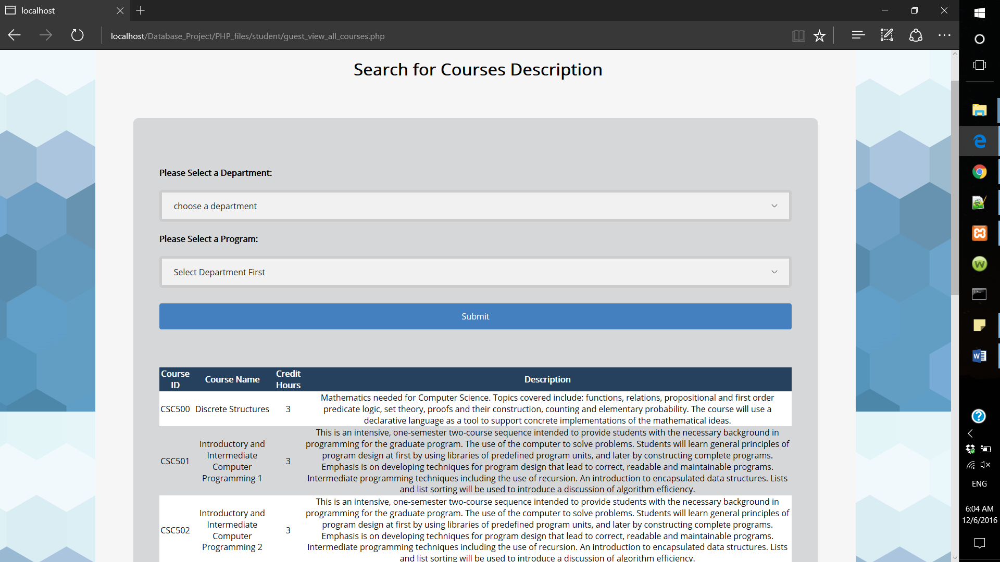 localhost
localhost/Database_Project/PHP_files/student/guest_view_all_courses.php
Search for Courses Description
Please Select a Department:
choose a department
Please Select a Program:
Select Department First
Submit
Course ID
Course Name
Credit Hours
Description
CSC500
Discrete Structures
3
Mathematics needed for Computer Science. Topics covered include: functions, relations, propositional and first order
predicate logic, set theory, proofs and their construction, counting and elementary probability. The course will use a
declarative language as a tool to support concrete implementations of the mathematical ideas.
CSC501
Introductory and
Intermediate
Computer
Programming 1
3
This is an intensive, one-semester two-course sequence intended to provide students with the necessary background in
programming for the graduate program. The use of the computer to solve problems. Students will learn general principles of
program design at first by using libraries of predefined program units, and later by constructing complete programs.
Emphasis is on developing techniques for program design that lead to correct, readable and maintainable programs.
Intermediate programming techniques including the use of recursion. An introduction to encapsulated data structures. Lists
and list sorting will be used to introduce a discussion of algorithm efficiency.
CSC502
Introductory and
Intermediate
Computer
Programming 2
3
This is an intensive, one-semester two-course sequence intended to provide students with the necessary background in
programming for the graduate program. The use of the computer to solve problems. Students will learn general principles of
program design at first by using libraries of predefined program units, and later by constructing complete programs.
Emphasis is on developing techniques for program design that lead to correct, readable and maintainable programs.
Intermediate programming techniques including the use of recursion. An introduction to encapsulated data structures. Lists
and list sorting will be used to introduce a discussion of algorithm efficiency.
ENG
6:04 AM
12/6/2016